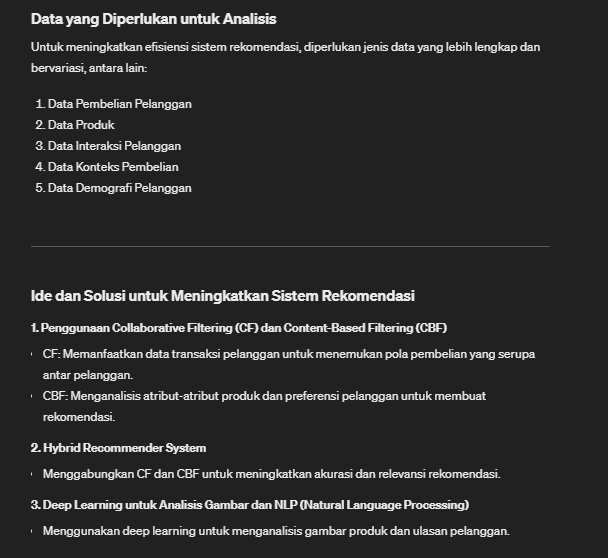 Data yang Diperlukan untuk Analisis
Untuk meningkatkan efisiensi sistem rekomendasi, diperlukan jenis data yang lebih lengkap dan
bervariasi, antara lain:
1. Data Pembelian Pelanggan
2. Data Produk
3. Data Interaksi Pelanggan
4. Data Konteks Pembelian
5. Data Demografi Pelanggan
Ide dan Solusi untuk Meningkatkan Sistem Rekomendasi
1. Penggunaan Collaborative Filtering (CF) dan Content-Based Filtering (CBF)
• CF: Memanfaatkan data transaksi pelanggan untuk menemukan pola pembelian yang serupa
antar pelanggan.
• CBF: Menganalisis atribut-atribut produk dan preferensi pelanggan untuk membuat
rekomendasi.
2. Hybrid Recommender System
• Menggabungkan CF dan CBF untuk meningkatkan akurasi dan relevansi rekomendasi.
3. Deep Learning untuk Analisis Gambar dan NLP (Natural Language Processing)
• Menggunakan deep learning untuk menganalisis gambar produk dan ulasan pelanggan.